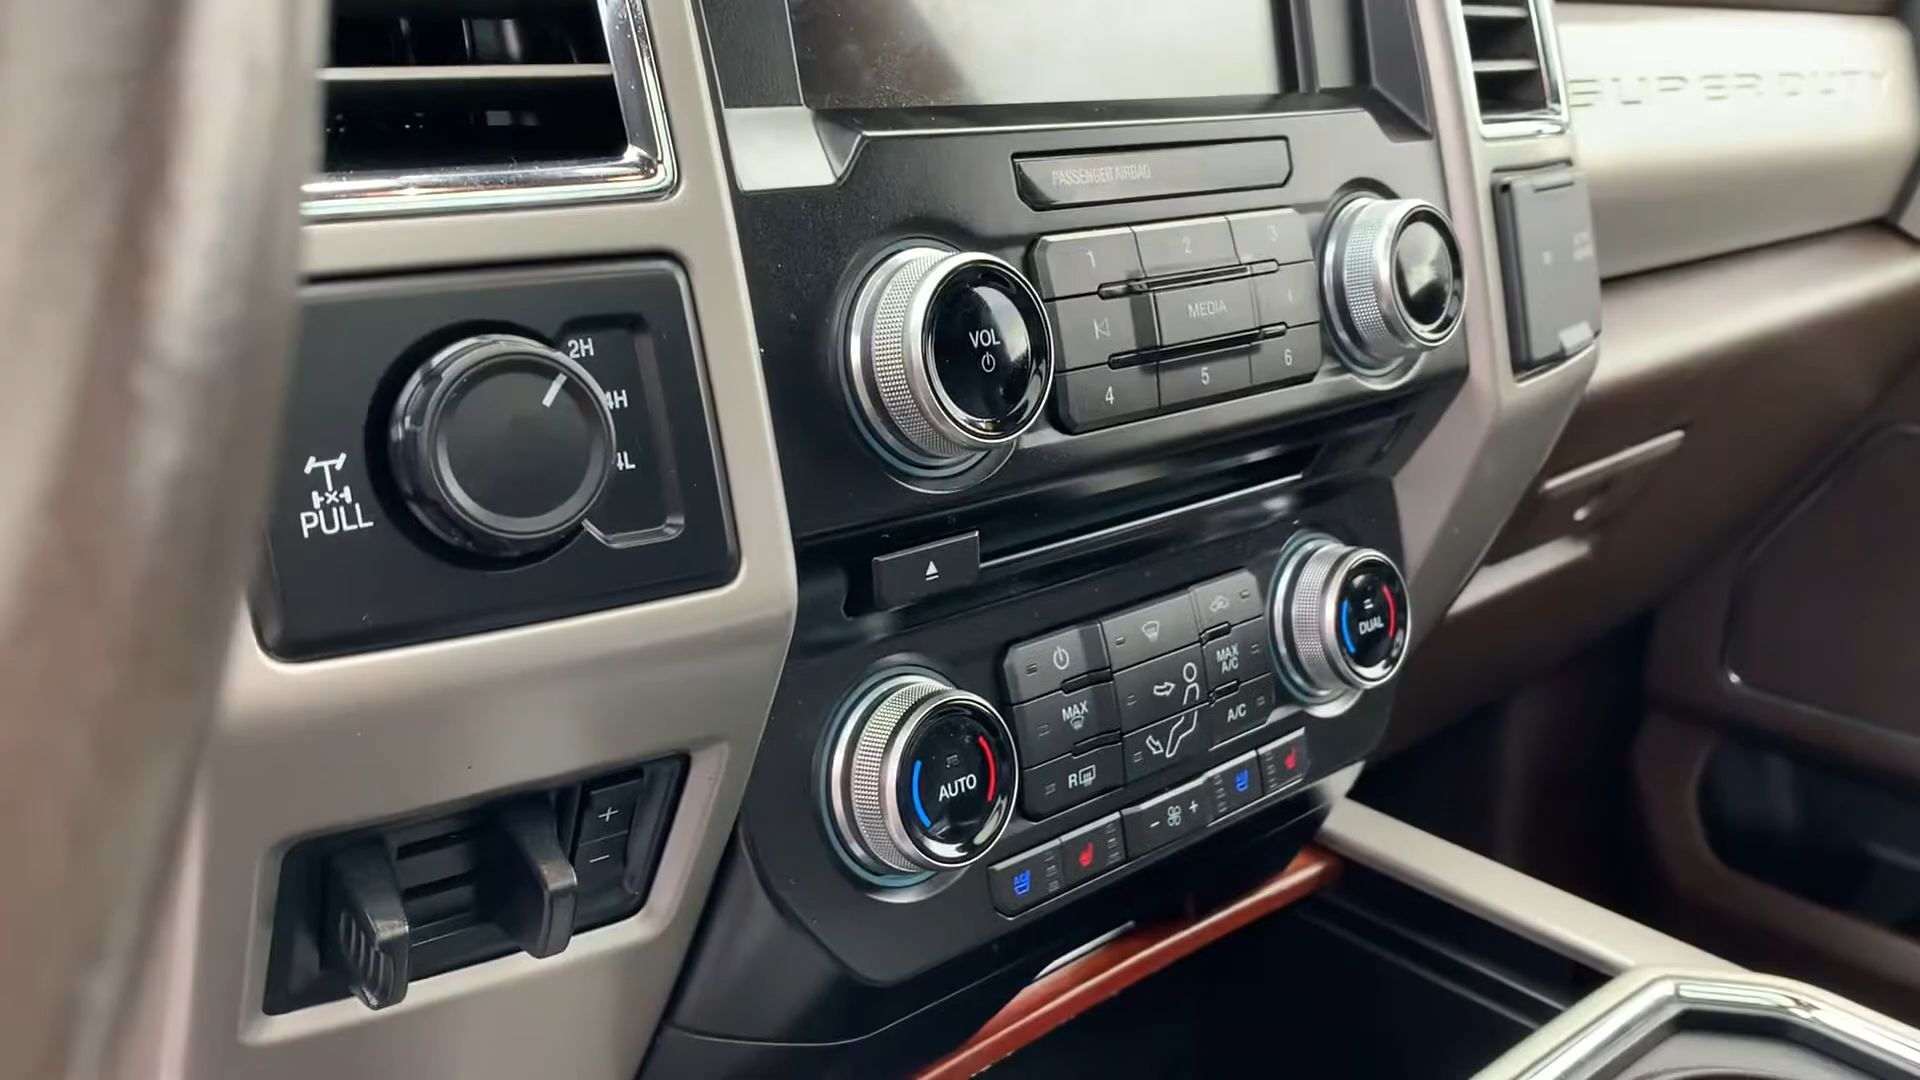 SUPER DUTY
PASSENGER AIRBAG
1
2
3
VOL
MEDIA
4
5
6
2H
4H
4L
PULL
DUAL
MAX
A/C
MAX
A/C
AUTO
R
- +
+
-